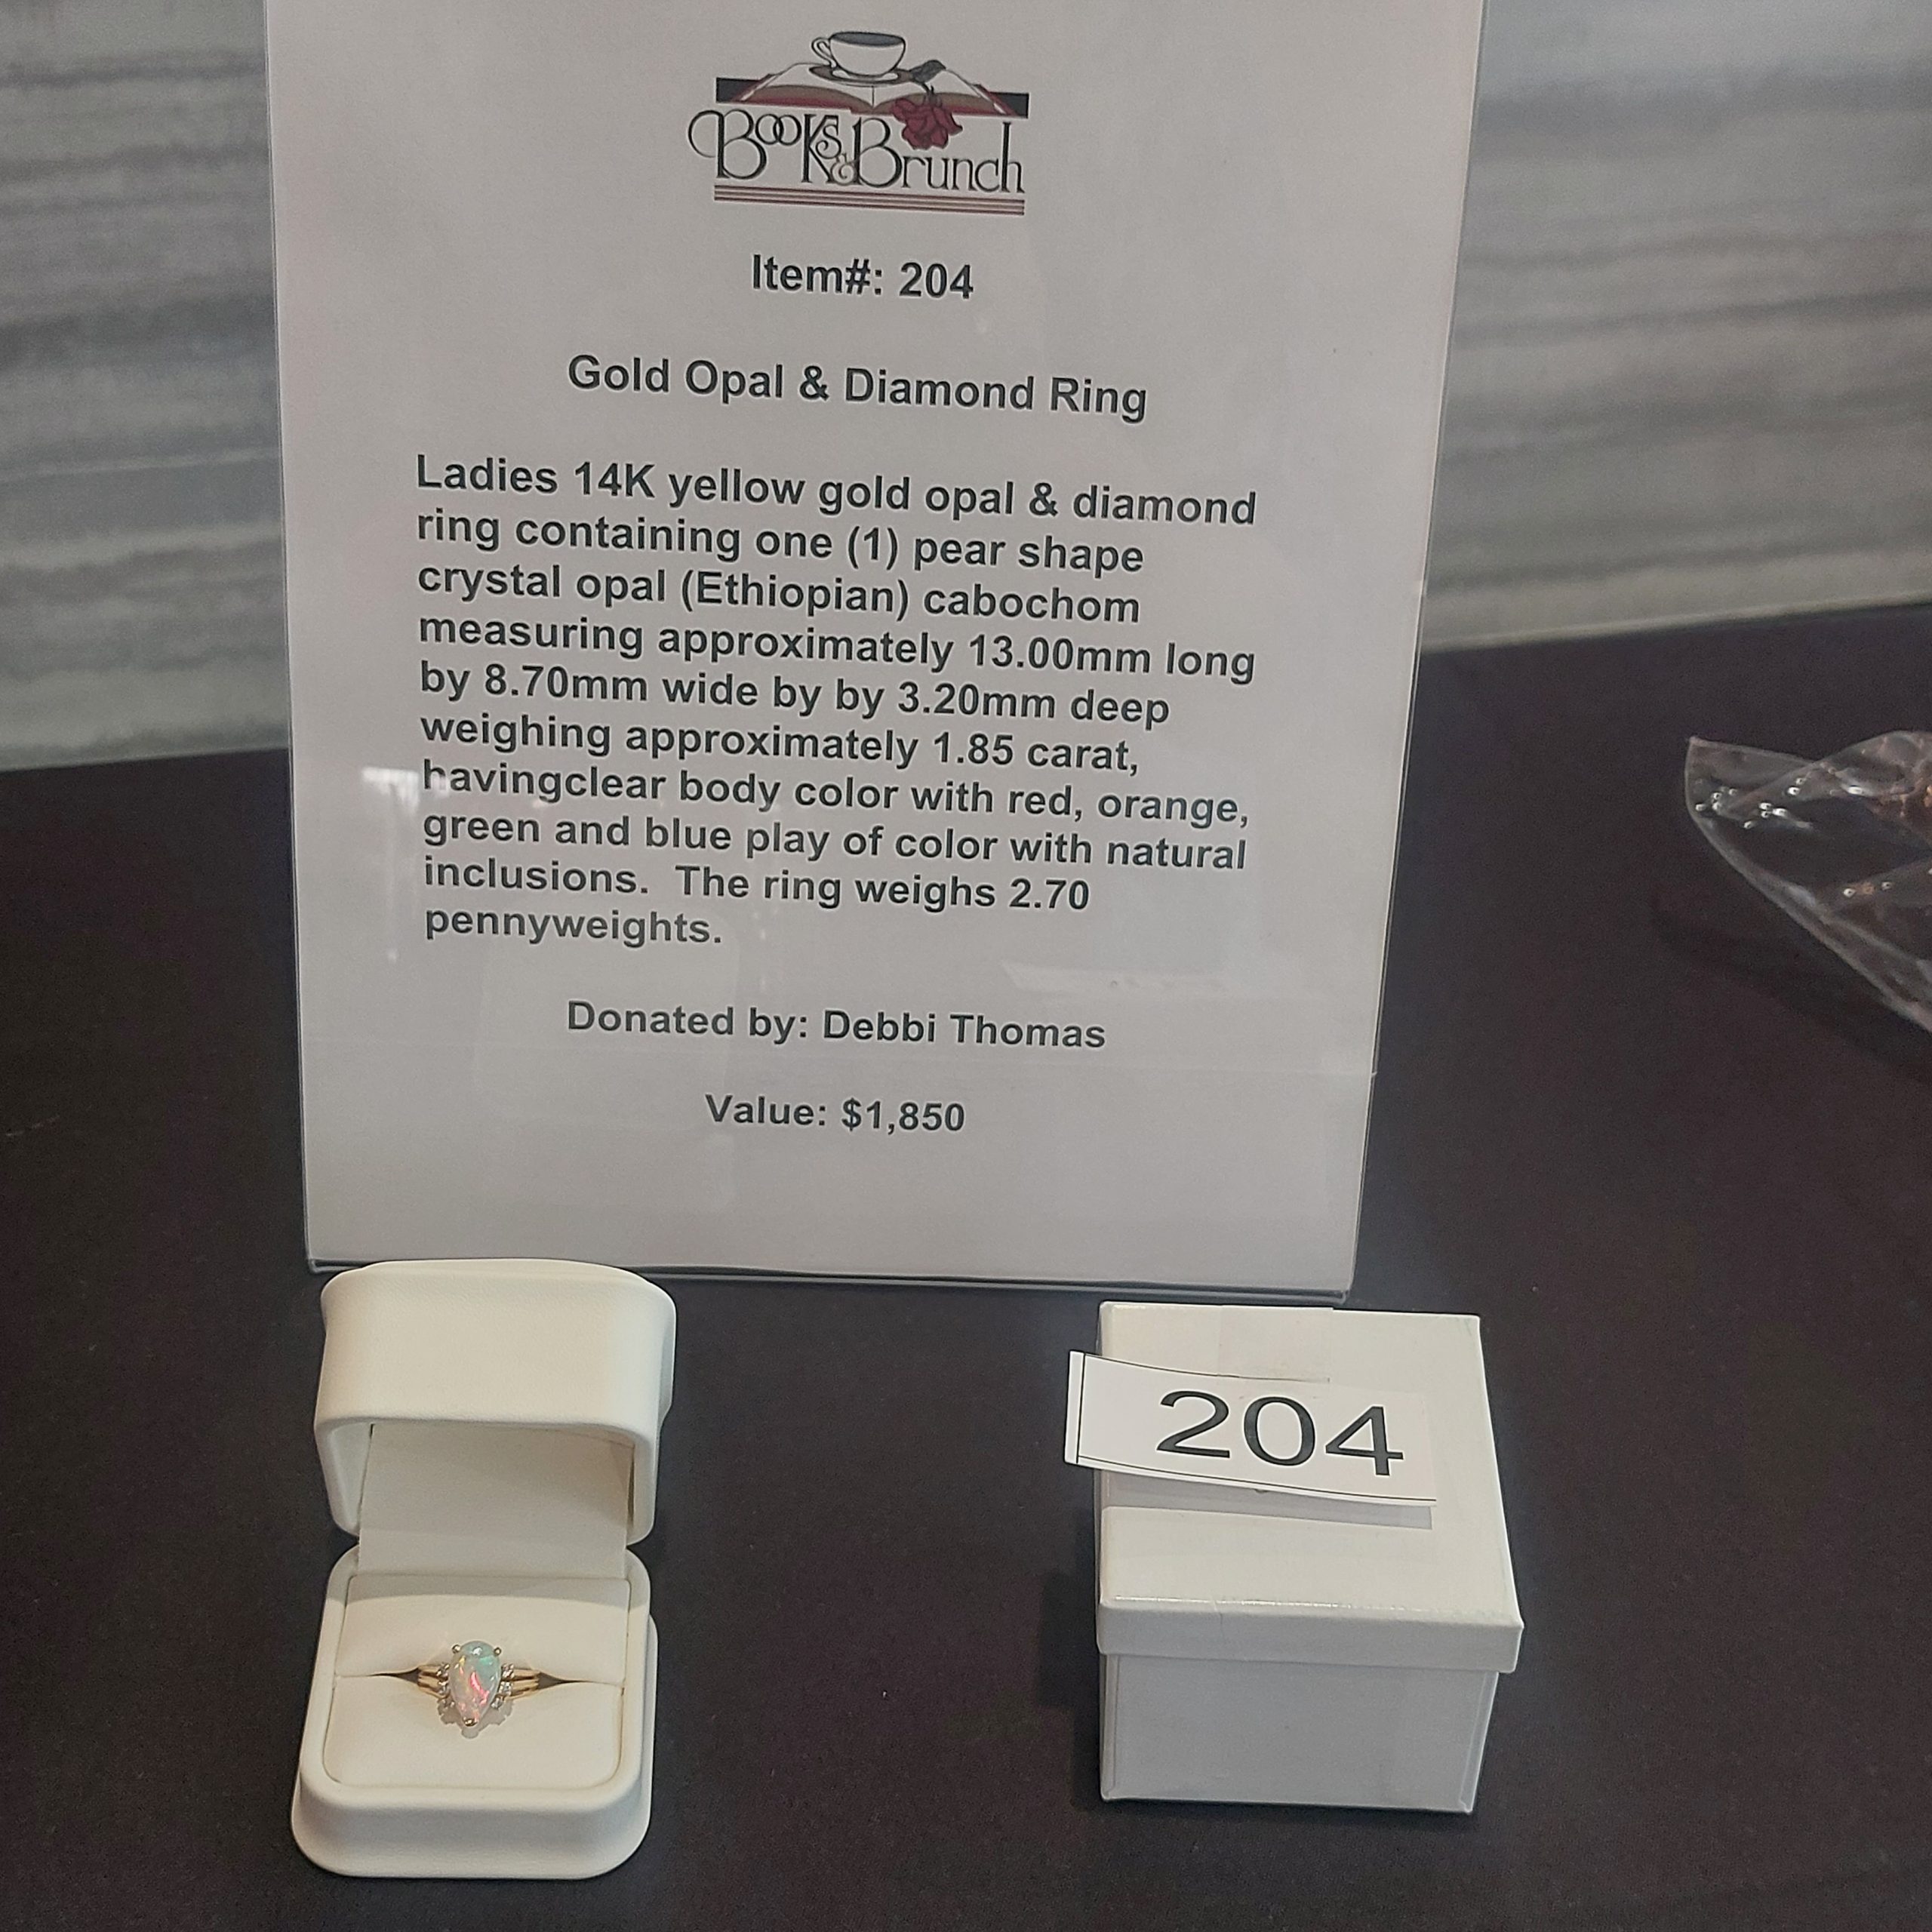 Books & Brunch
Item#: 204
Gold Opal & Diamond Ring
Ladies 14K yellow gold opal & diamond
ring containing one (1) pear shape
crystal opal (Ethiopian) cabochom
measuring approximately 13.00mm long
by 8.70mm wide by by 3.20mm deep
weighing approximately 1.85 carat,
havingclear body color with red, orange,
green and blue play of color with natural
inclusions.  The ring weighs 2.70
pennyweights.
Donated by: Debbi Thomas
Value: $1,850
204